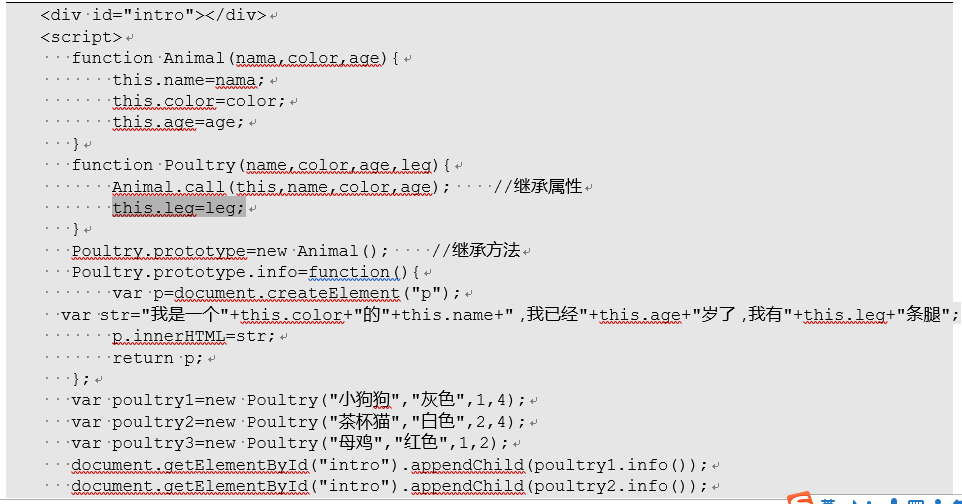 <div id="intro"></div>
<script>
function Animal(nama,color,age){
this.name=nama;
this.color=color;
this.age=age;
}
function Poultry(name,color,age,leg){
Animal.call(this,name,color,age);    //继承属性
this.leg=leg;
}
Poultry.prototype=new Animal();    //继承方法
Poultry.prototype.info=function(){
var p=document.createElement("p");
var str="我是一个"+this.color+"的"+this.name+" ,我已经"+this.age+"岁了 ,我有"+this.leg+"条腿";
p.innerHTML=str;
return p;
};
var poultry1=new Poultry("小狗狗","灰色",1,4);
var poultry2=new Poultry("茶杯猫","白色",2,4);
var poultry3=new Poultry("母鸡","红色",1,2);
document.getElementById("intro").appendChild(poultry1.info());
document.getElementById("intro").appendChild(poultry2.info());